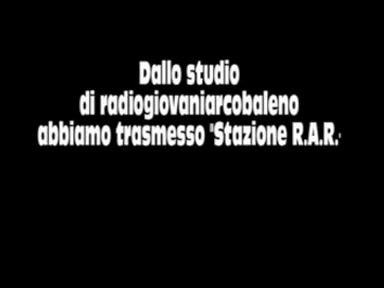 Dallo studio
di radiogiovaniarcobaleno
abbiamo trasmesso "Stazione R.A.R.-